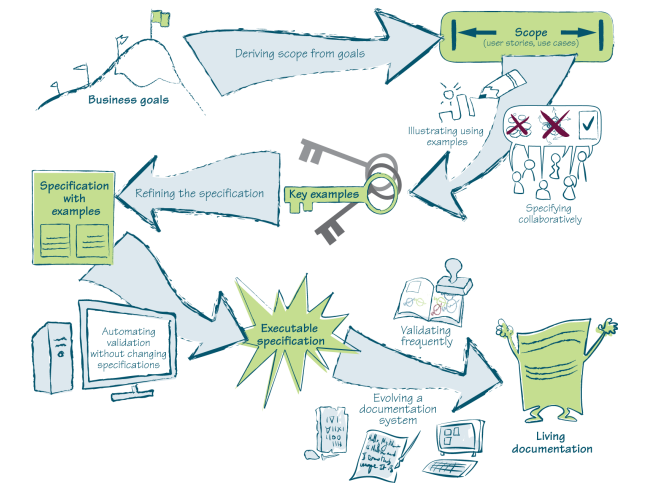 Deriving scope from goals
Business goals
Scope
(user stories, use cases)
Illustrating using
examples
Specifying
collaboratively
Key examples
Refining the specification
Specification
with
examples
Automating
validation
without changing
specifications
Executable
specification
Validating
frequently
Evolving a
documentation
system
Living
documentation